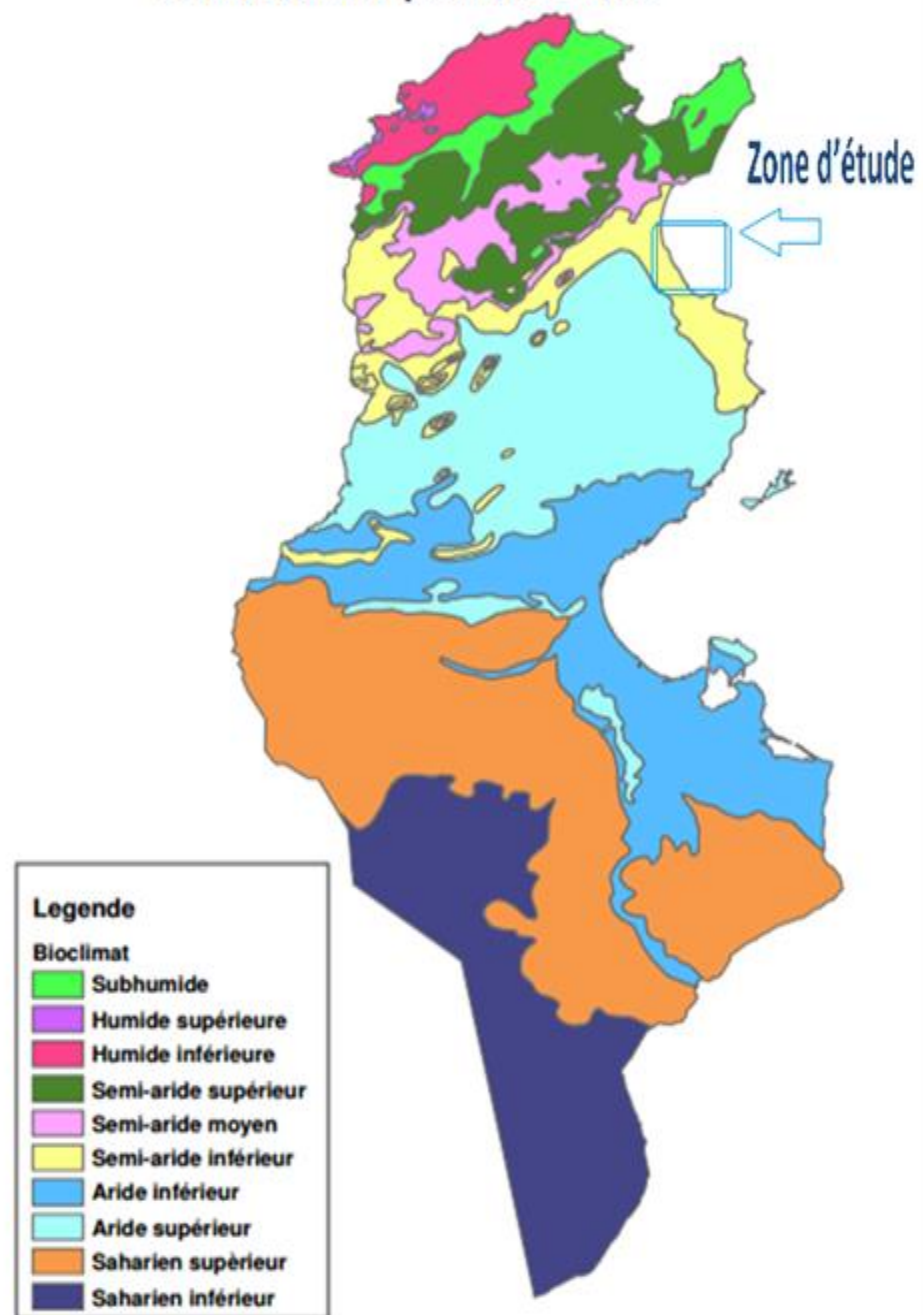 Zone d'étude
Legende
Bioclimat
Subhumide
Humide supérieure
Humide inférieure
Semi-aride supérieur
Semi-aride moyen
Semi-aride inférieur
Aride inférieur
Aride supérieur
Saharien supèrieur
Saharien inférieur